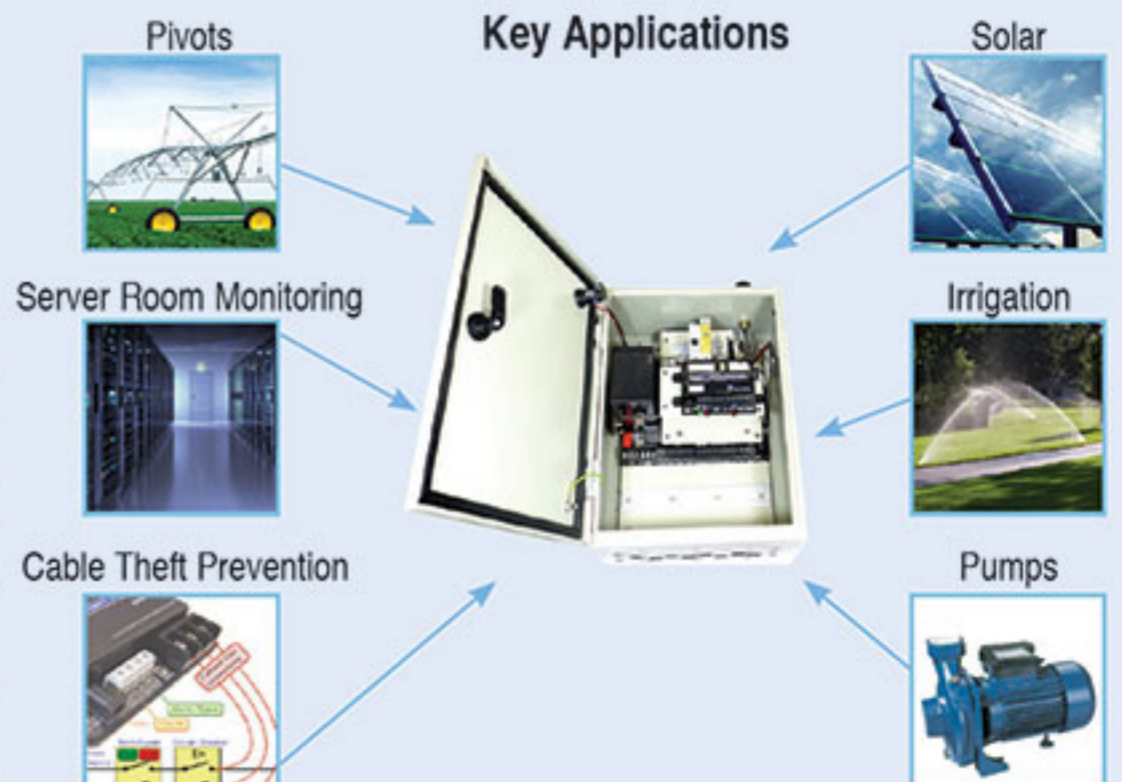 Key Applications
Pivots
Solar
Server Room Monitoring
Irrigation
Cable Theft Prevention
Pumps